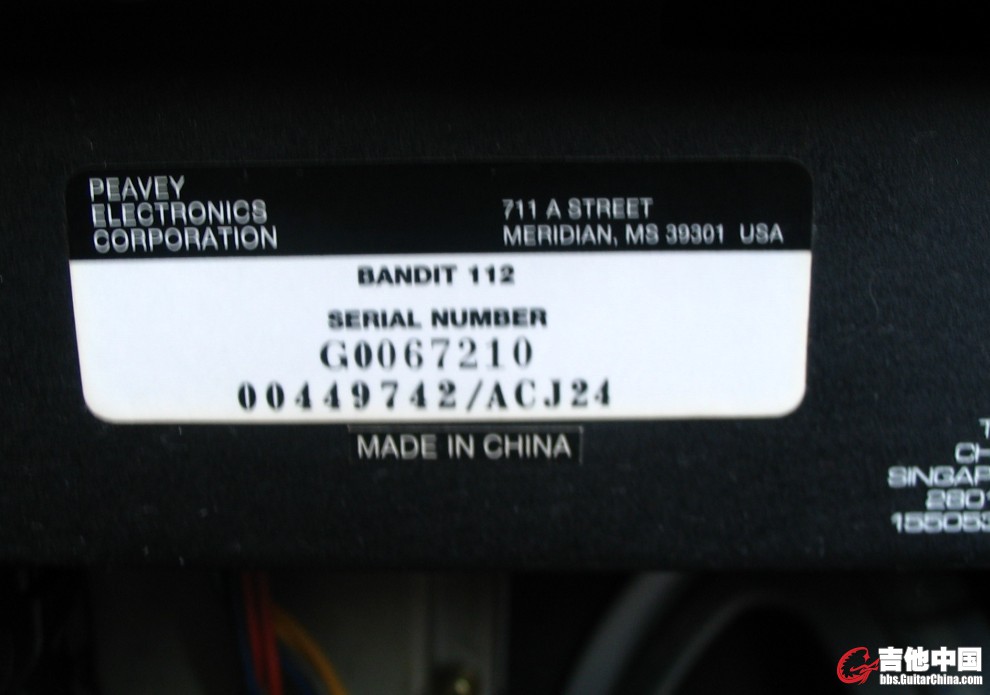 PEAVEY
ELECTRONICS
CORPORATION
711 A STREET
MERIDIAN, MS 39301 USA
BANDIT 112
SERIAL NUMBER
G0067210
00449742/ACJ24
MADE IN CHINA
吉他中国
bbs.GuitarChina.com